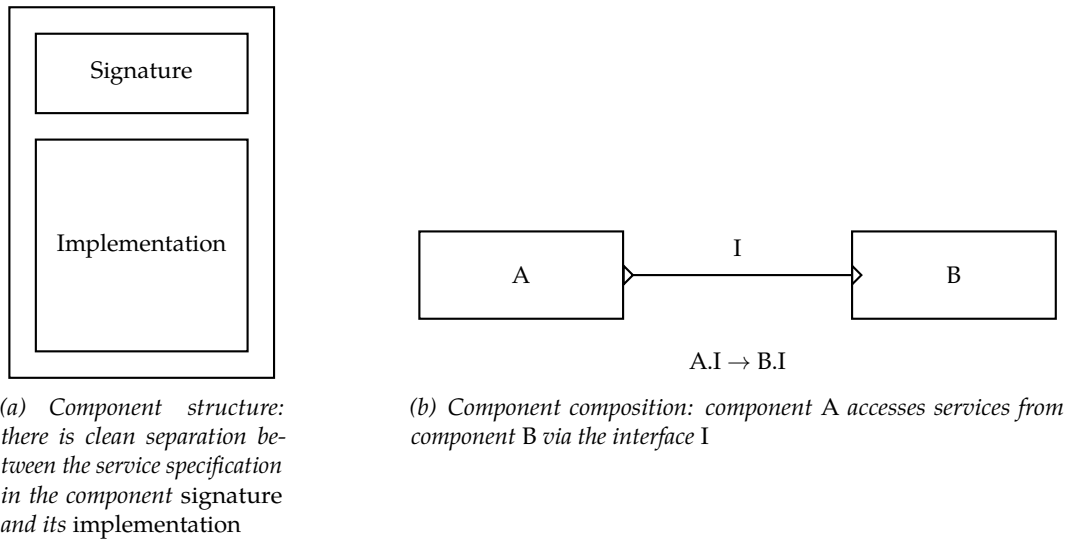 Signature
Implementation
(a) Component structure:
there is clean separation be-
tween the service specification
in the component signature
and its implementation
I
A
B
A.I → B.I
(b) Component composition: component A accesses services from
component B via the interface I